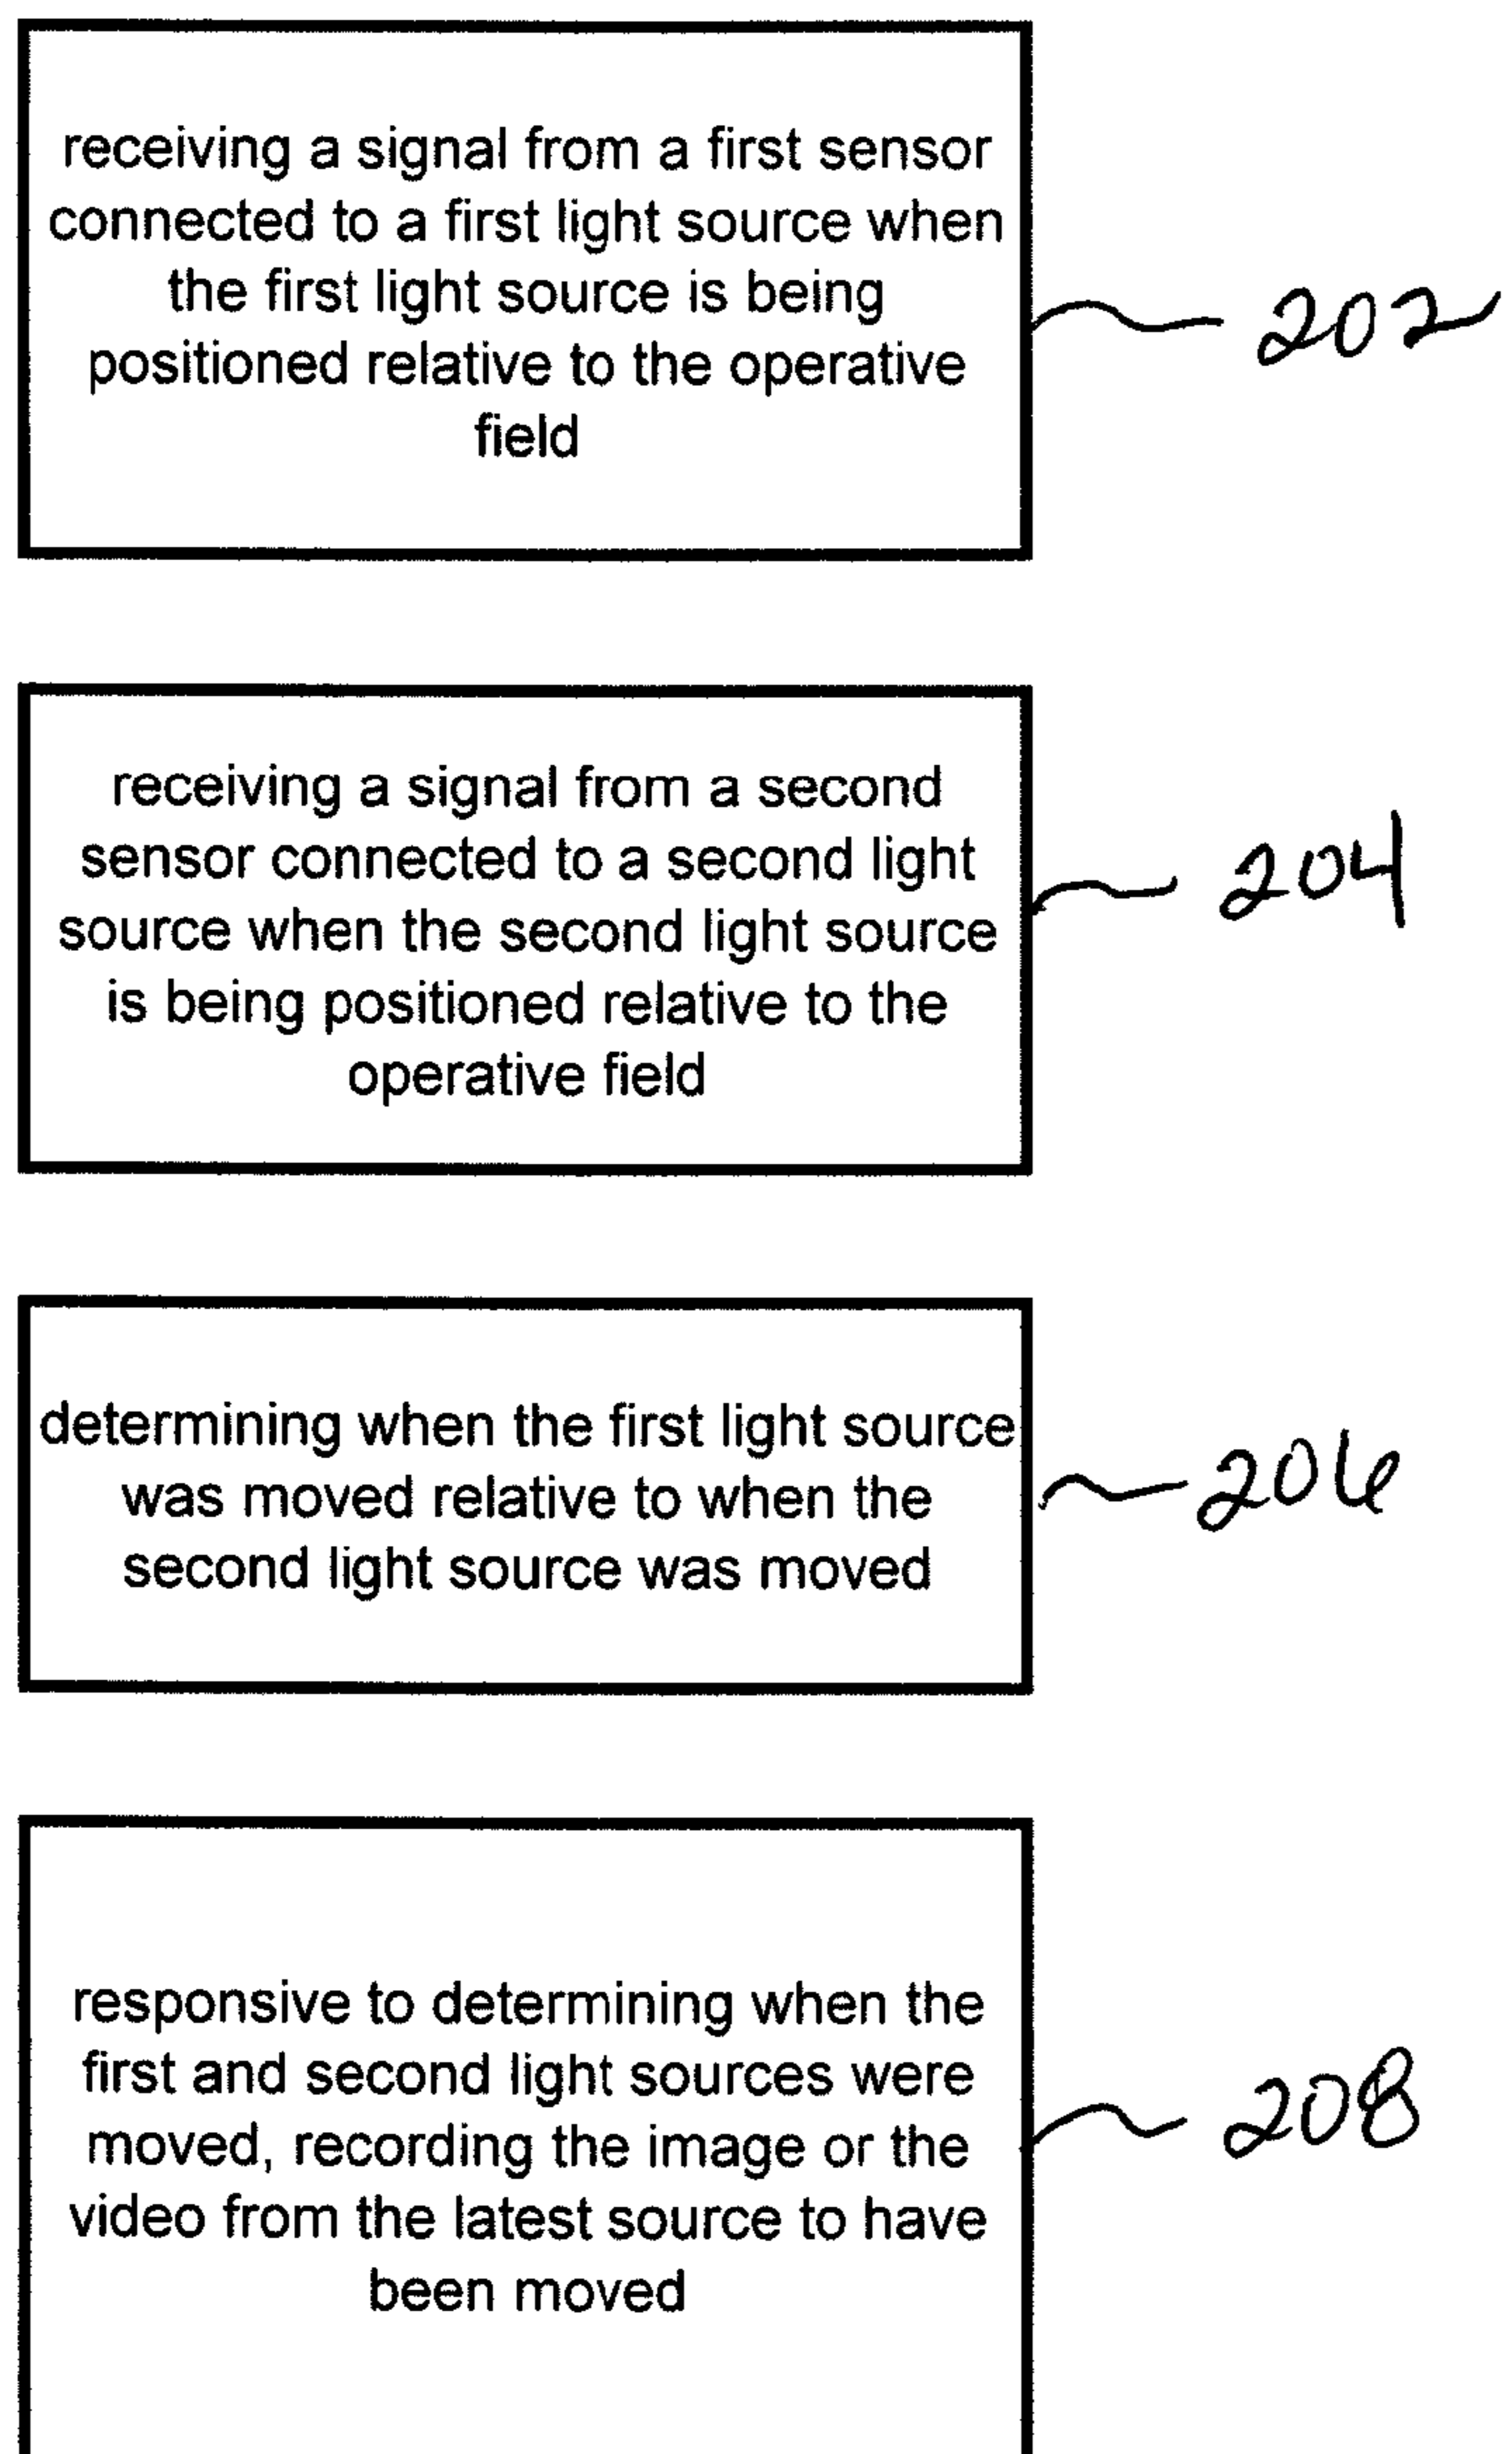 receiving a signal from a first sensor
connected to a first light source when
the first light source is being
positioned relative to the operative
field
202
receiving a signal from a second
sensor connected to a second light
source when the second light source
is being positioned relative to the
operative field
204
determining when the first light source
was moved relative to when the
second light source was moved
206
responsive to determining when the
first and second light sources were
moved, recording the image or the
video from the latest source to have
been moved
208